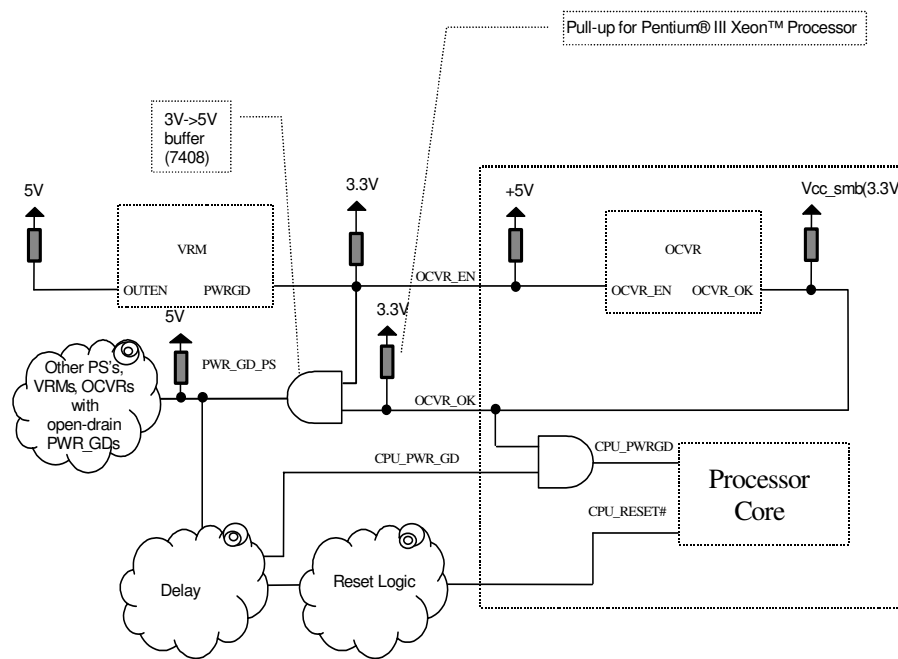 Pull-up for Pentium® III Xeon™ Processor
3V->5V
buffer
(7408)
5V
3.3V
+5V
Vcc_smb(3.3V
VRM
OUTEN
PWRGD
OCVR_EN
OCVR
OCVR_EN
OCVR_OK
5V
3.3V
PWR_GD_PS
Other PS's,
VRMs, OCVRs
with
open-drain
PWR_GDs
OCVR_OK
CPU_PWR_GD
CPU_PWRGD
Processor
Core
CPU_RESET#
Delay
Reset Logic